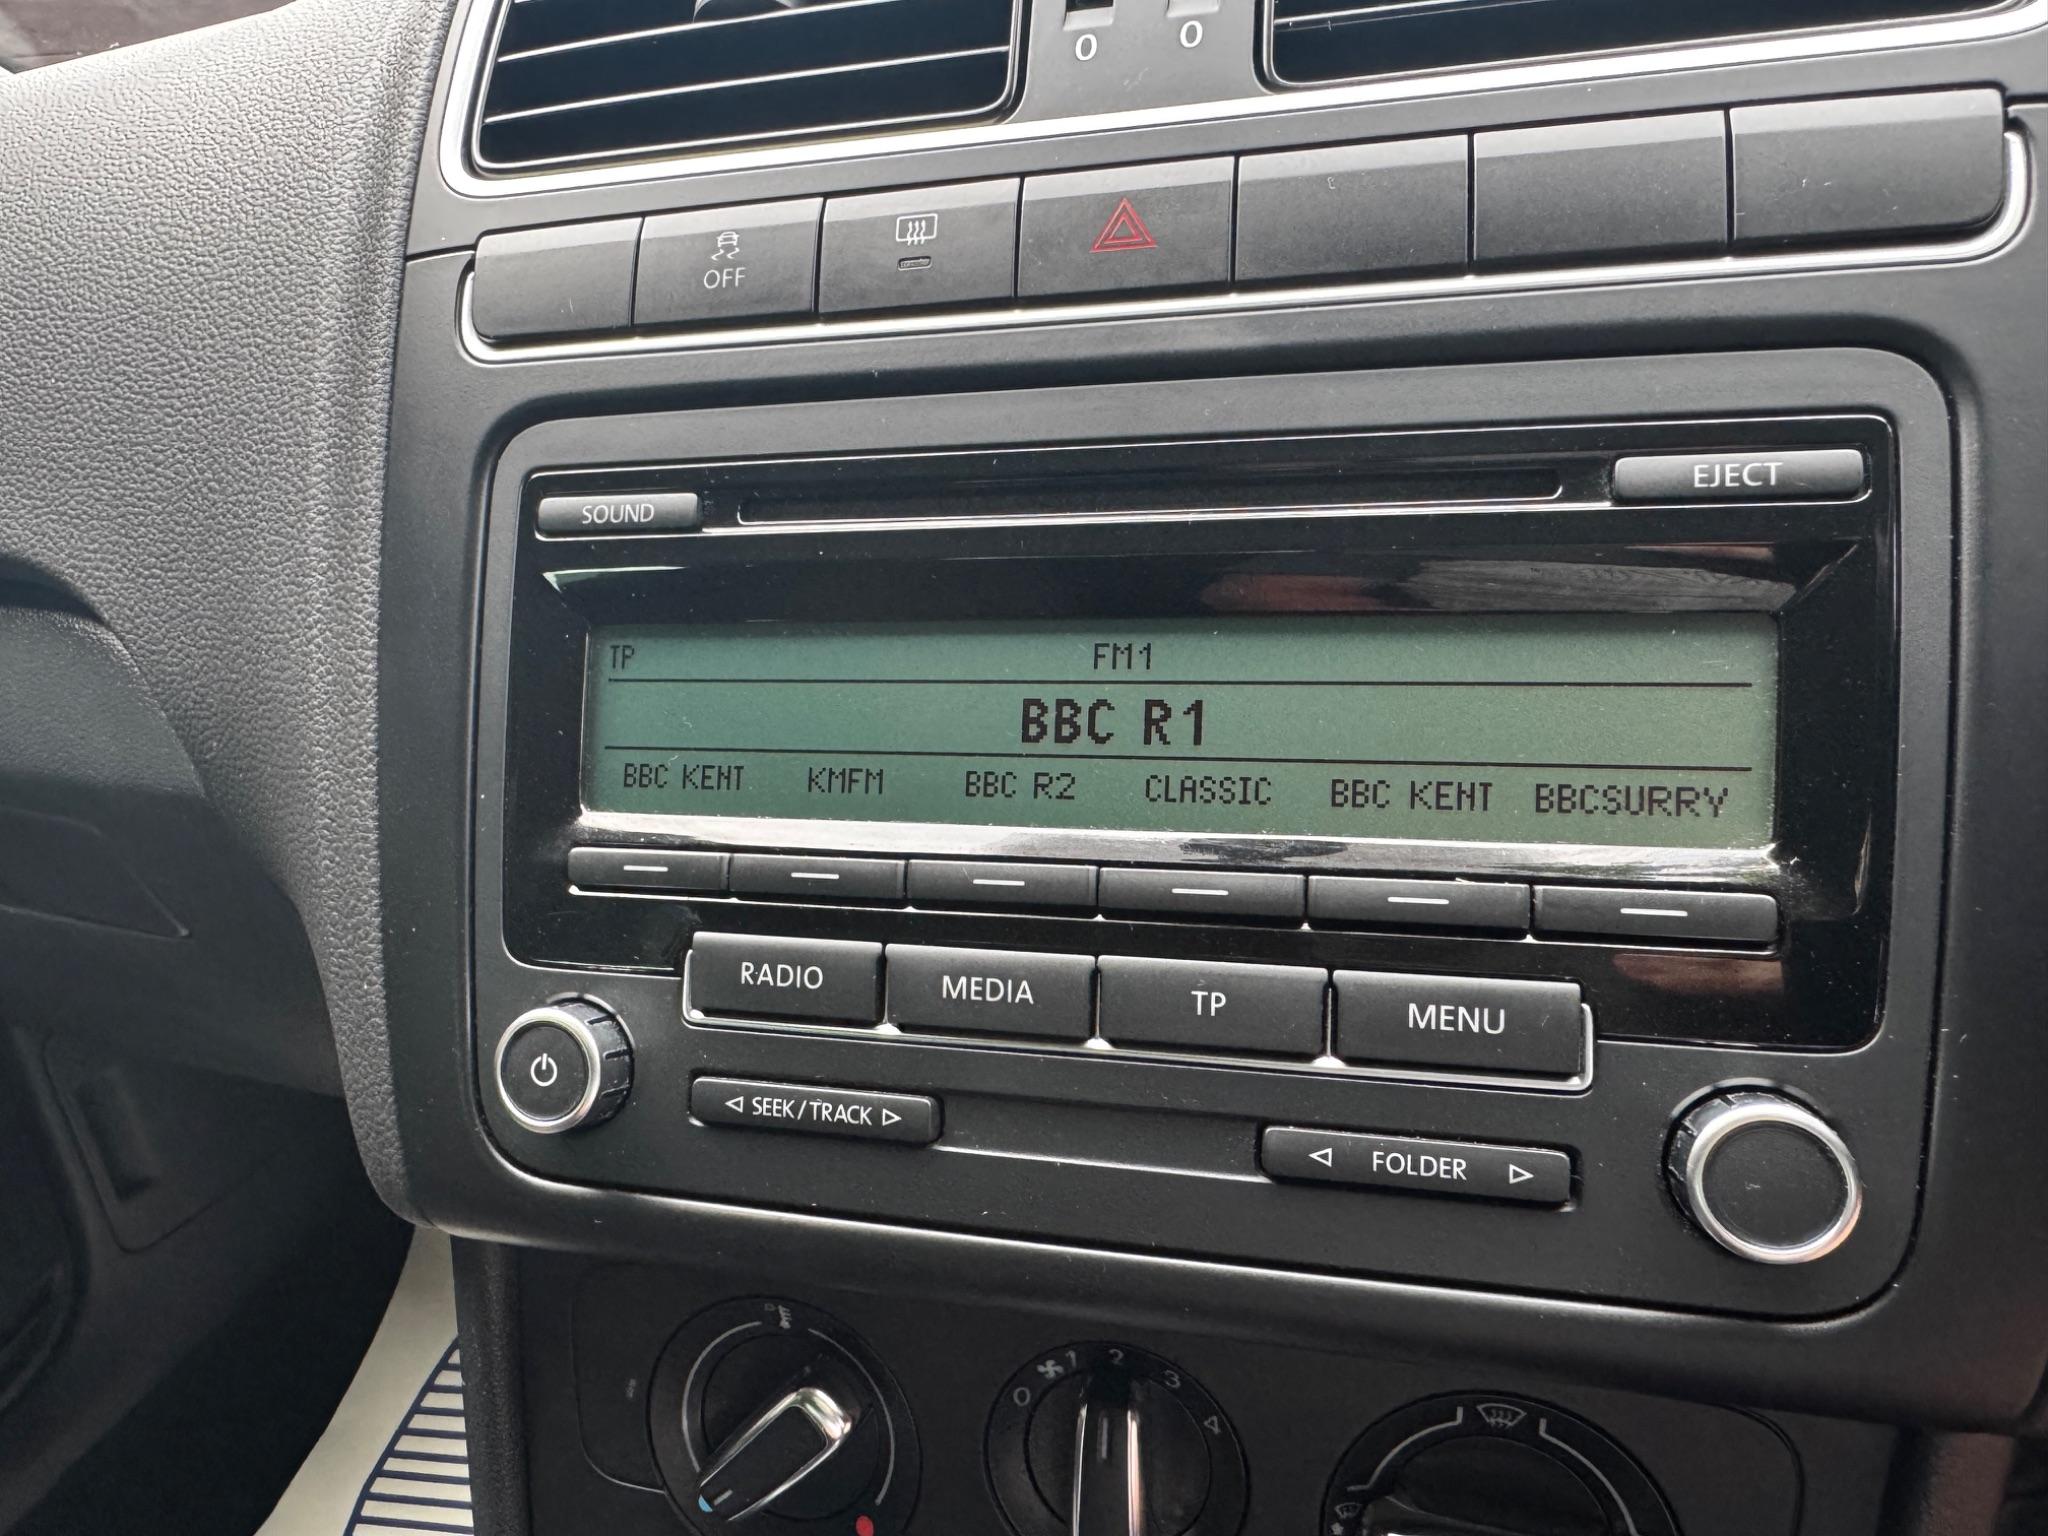 0 0
OFF
SOUND EJECT
TP FM1
BBC R1
BBC KENT KMFM BBC R2 CLASSIC BBC KENT BBCSURRY
RADIO MEDIA TP MENU
SEEK/TRACK
FOLDER
0 1 2 3 4